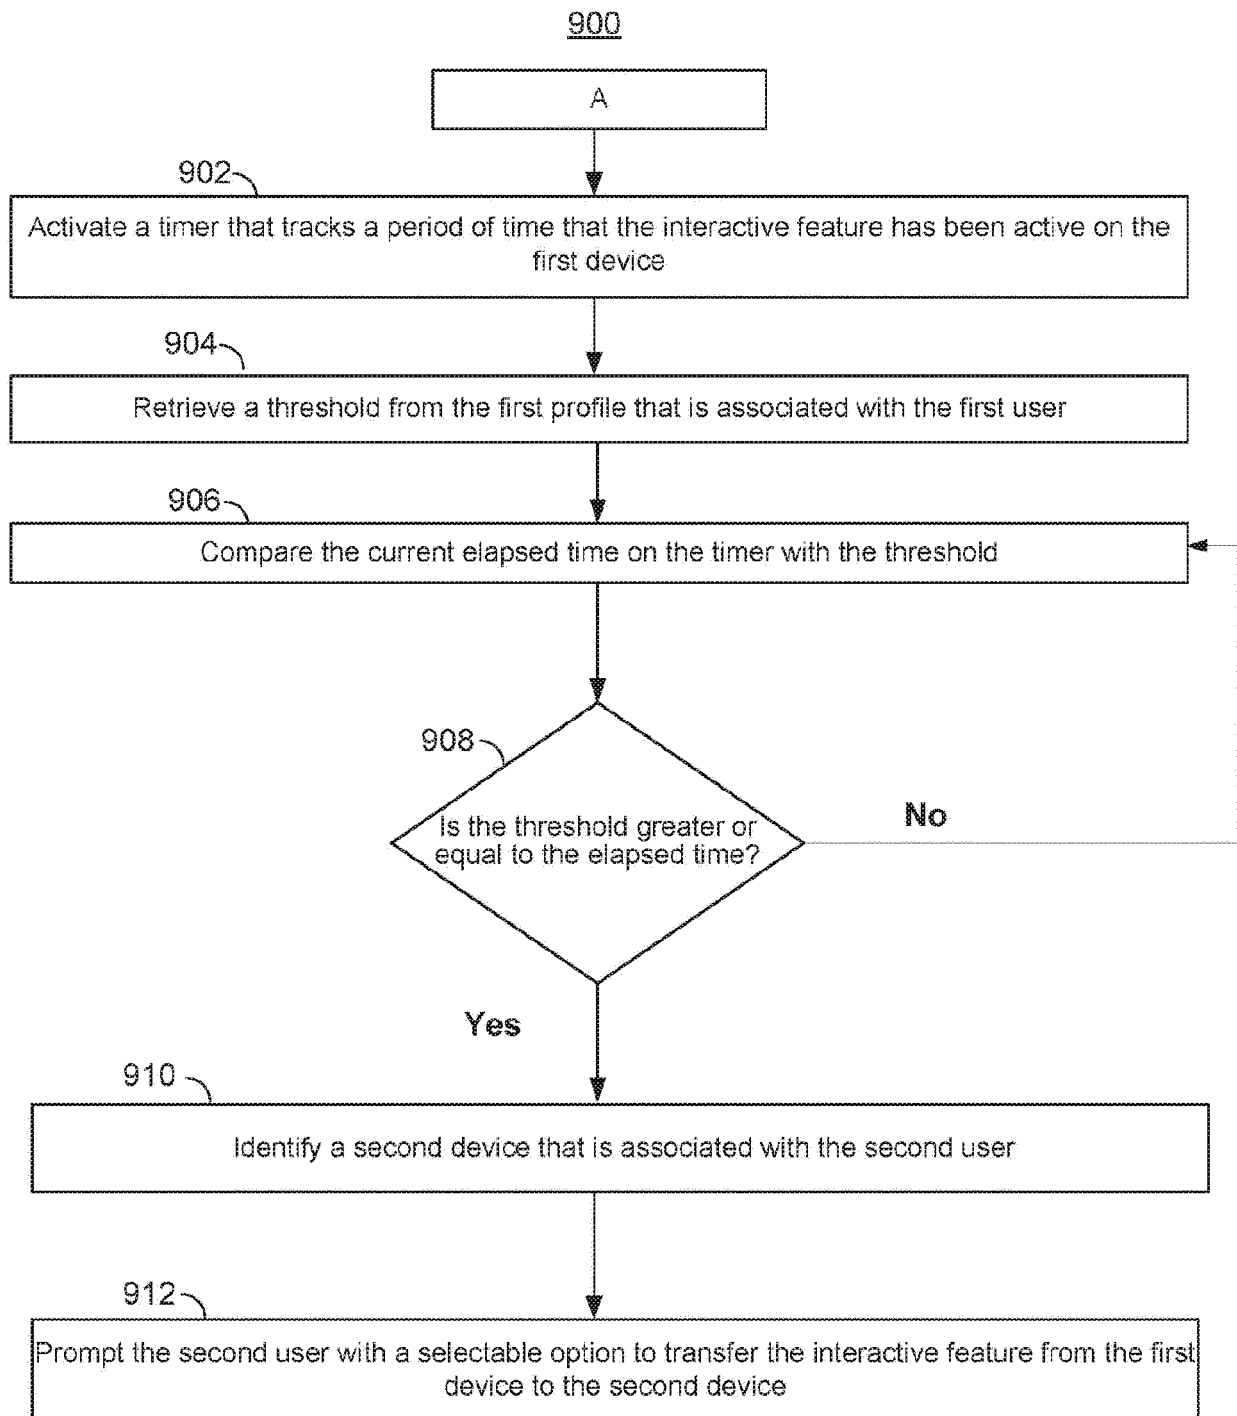 900
A
902
Activate a timer that tracks a period of time that the interactive feature has been active on the
first device
904
Retrieve a threshold from the first profile that is associated with the first user
906
Compare the current elapsed time on the timer with the threshold
908
Is the threshold greater or
equal to the elapsed time?
No
Yes
910
Identify a second device that is associated with the second user
912
Prompt the second user with a selectable option to transfer the interactive feature from the first
device to the second device